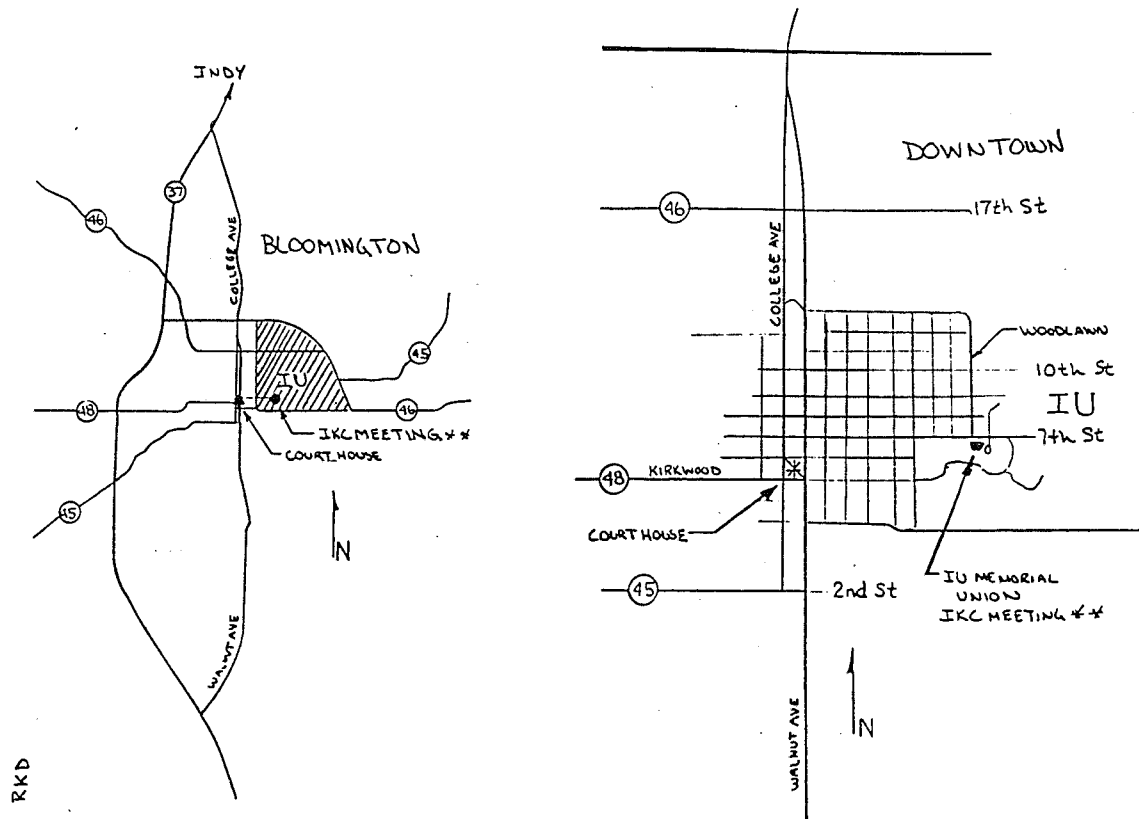 INDY
37
46
COLLEGE AVE
BLOOMINGTON
45
IU
48
46
IKC MEETING **
COURT HOUSE
45
N
WALNUT AVE
RKD
DOWNTOWN
46
17th St
COLLEGE AVE
WOODLAWN
10th St
IU
7th St
KIRKWOOD
48
COURT HOUSE
IU MEMORIAL
UNION
IKC MEETING **
45
2nd St
N
WALNUT AVE